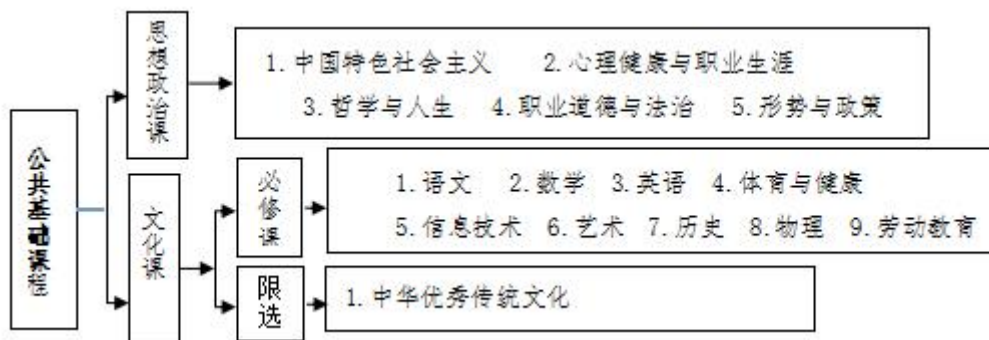 公共基础课程
思想政治课
1.中国特色社会主义 2.心理健康与职业生涯
3.哲学与人生 4.职业道德与法治 5.形势与政策
文化课
必修课
1.语文 2.数学 3.英语 4.体育与健康
5.信息技术 6.艺术 7.历史 8.物理 9.劳动教育
限选
1.中华优秀传统文化